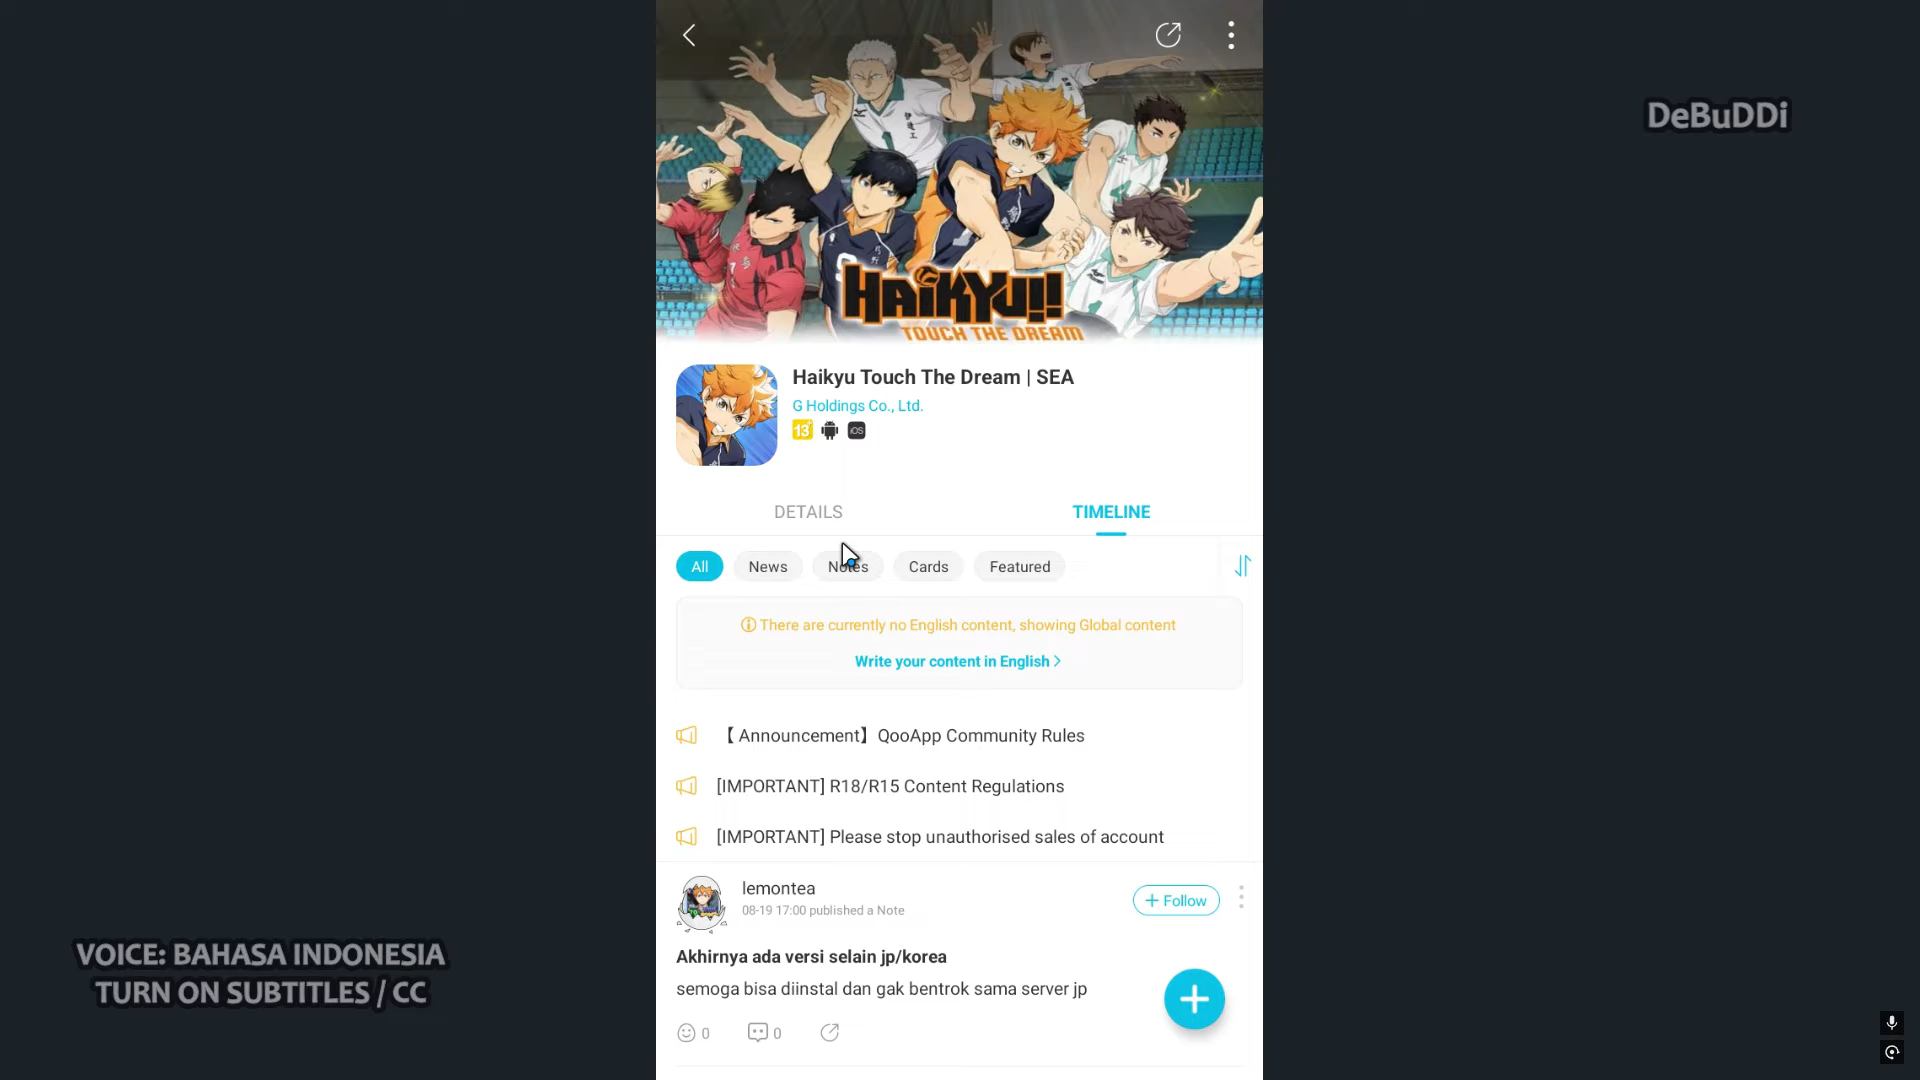 DeBuDDi
HAIKYU!!
TOUCH THE DREAM
Haikyu Touch The Dream | SEA
G Holdings Co., Ltd.
13+
iOS
DETAILS
TIMELINE
All
News
Notes
Cards
Featured
There are currently no English content, showing Global content
Write your content in English >
【 Announcement】QooApp Community Rules
[IMPORTANT] R18/R15 Content Regulations
[IMPORTANT] Please stop unauthorised sales of account
lemontea
08-19 17:00 published a Note
+ Follow
Akhirnya ada versi selain jp/korea
semoga bisa diinstal dan gak bentrok sama server jp
0
0
VOICE: BAHASA INDONESIA
TURN ON SUBTITLES / CC